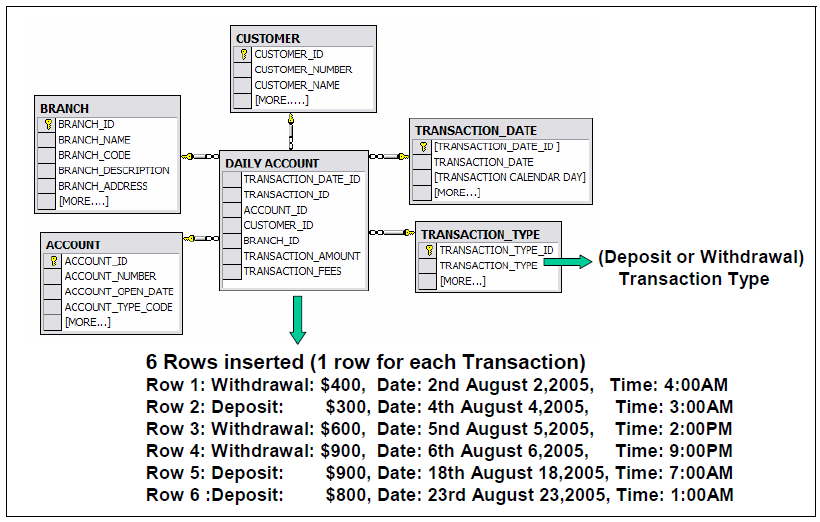 CUSTOMER
CUSTOMER_ID
CUSTOMER_NUMBER
CUSTOMER_NAME
[MORE.....]
BRANCH
BRANCH_ID
BRANCH_NAME
BRANCH_CODE
BRANCH_DESCRIPTION
BRANCH_ADDRESS
[MORE....]
TRANSACTION_DATE
[TRANSACTION_DATE_ID ]
TRANSACTION_DATE
[TRANSACTION CALENDAR DAY]
[MORE...]
DAILY ACCOUNT
TRANSACTION_DATE_ID
TRANSACTION_ID
ACCOUNT_ID
CUSTOMER_ID
BRANCH_ID
TRANSACTION_AMOUNT
TRANSACTION_FEES
ACCOUNT
ACCOUNT_ID
ACCOUNT_NUMBER
ACCOUNT_OPEN_DATE
ACCOUNT_TYPE_CODE
[MORE...]
TRANSACTION_TYPE
TRANSACTION_TYPE_ID
TRANSACTION_TYPE
[MORE...]
(Deposit or Withdrawal)
Transaction Type
6 Rows inserted (1 row for each Transaction)
Row 1: Withdrawal: $400, Date: 2nd August 2,2005, Time: 4:00AM
Row 2: Deposit: $300, Date: 4th August 4,2005, Time: 3:00AM
Row 3: Withdrawal: $600, Date: 5nd August 5,2005, Time: 2:00PM
Row 4: Withdrawal: $900, Date: 6th August 6,2005, Time: 9:00PM
Row 5: Deposit: $900, Date: 18th August 18,2005, Time: 7:00AM
Row 6 :Deposit: $800, Date: 23rd August 23,2005, Time: 1:00AM